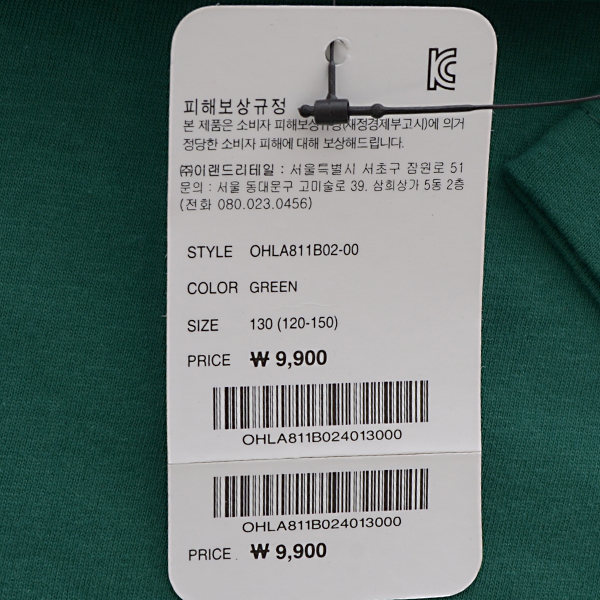 피해보상규정
본 제품은 소비자 피해보상규정(재정경제부고시)에 의거
정당한 소비자 피해에 대해 보상해드립니다.
㈜이랜드리테일 : 서울특별시 서초구 잠원로 51
문의 : 서울 동대문구 고미술로 39. 삼희상가 5동 2층
(전화 080.023.0456)
STYLE OHLA811B02-00
COLOR GREEN
SIZE 130 (120-150)
PRICE ₩ 9,900
OHLA811B024013000
OHLA811B024013000
PRICE . ₩ 9,900